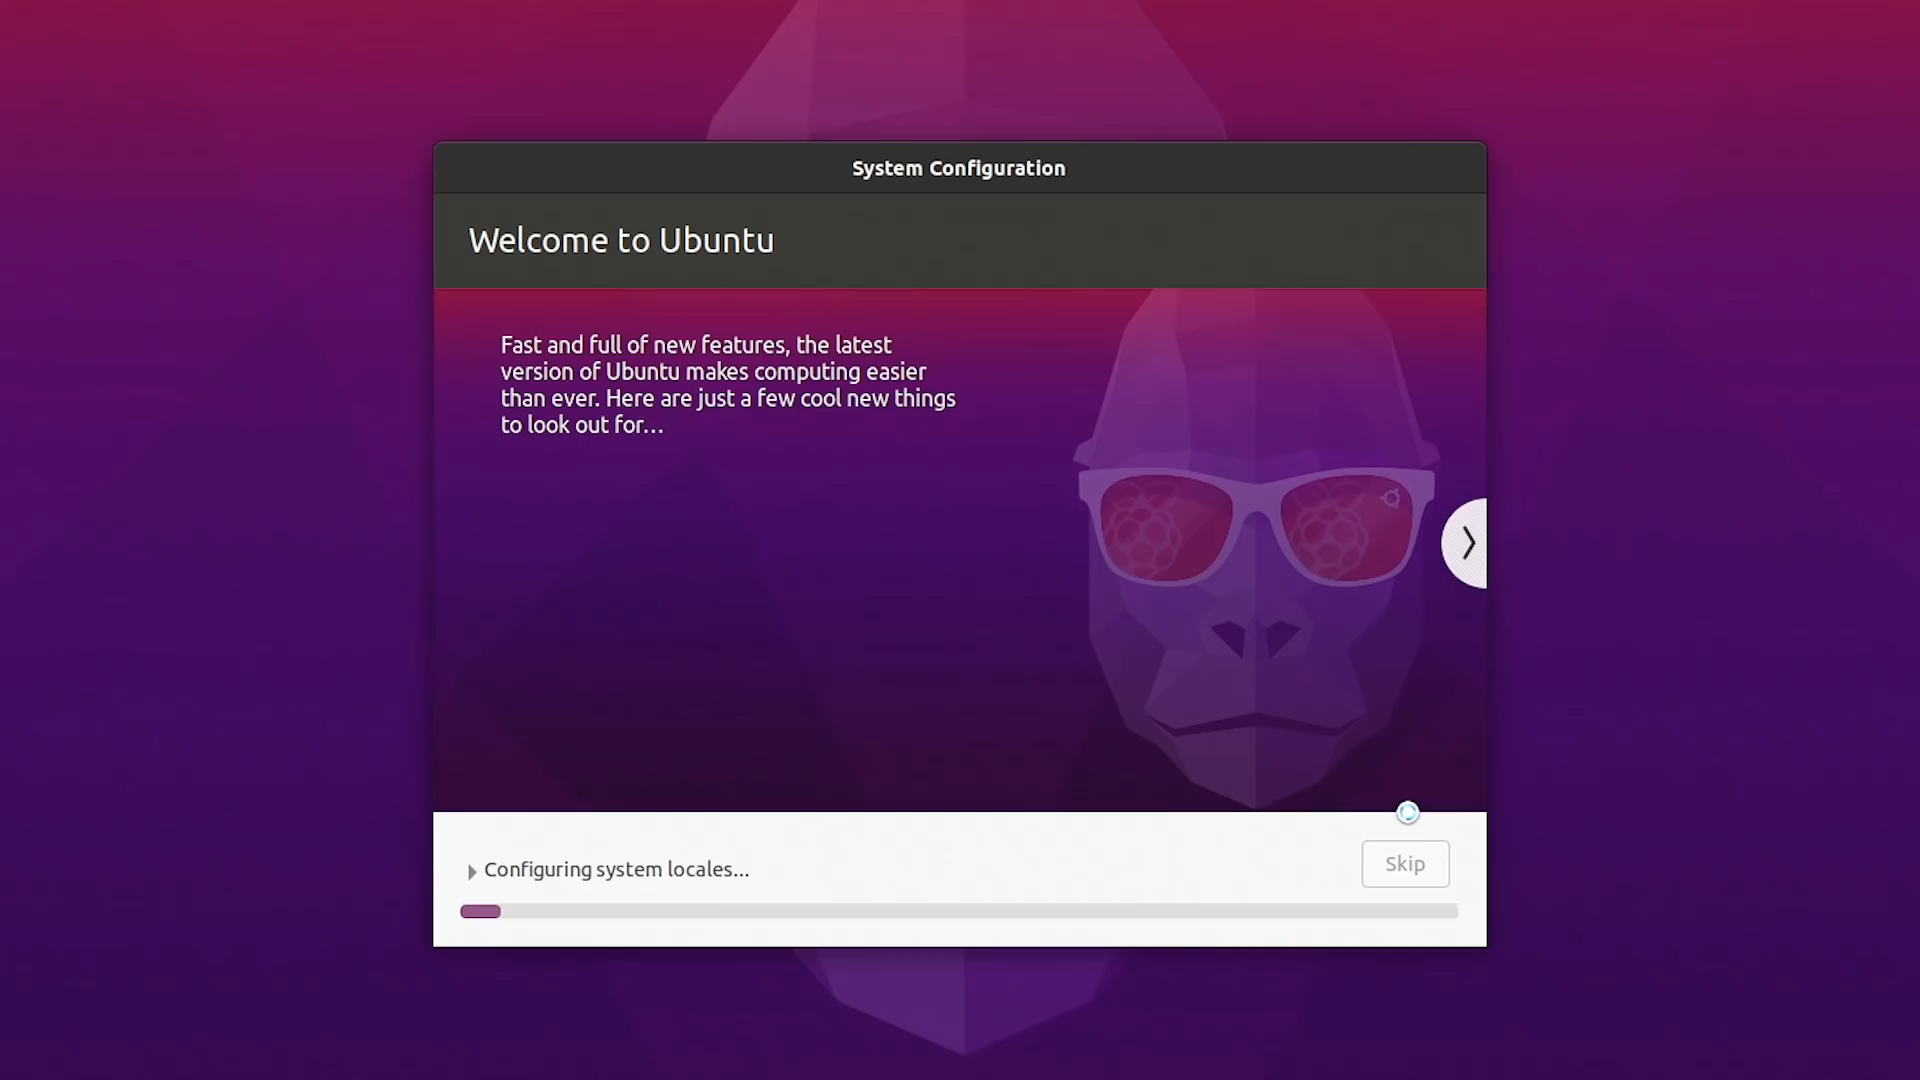 System Configuration
Welcome to Ubuntu
Fast and full of new features, the latest
version of Ubuntu makes computing easier
than ever. Here are just a few cool new things
to look out for…
Configuring system locales...
Skip